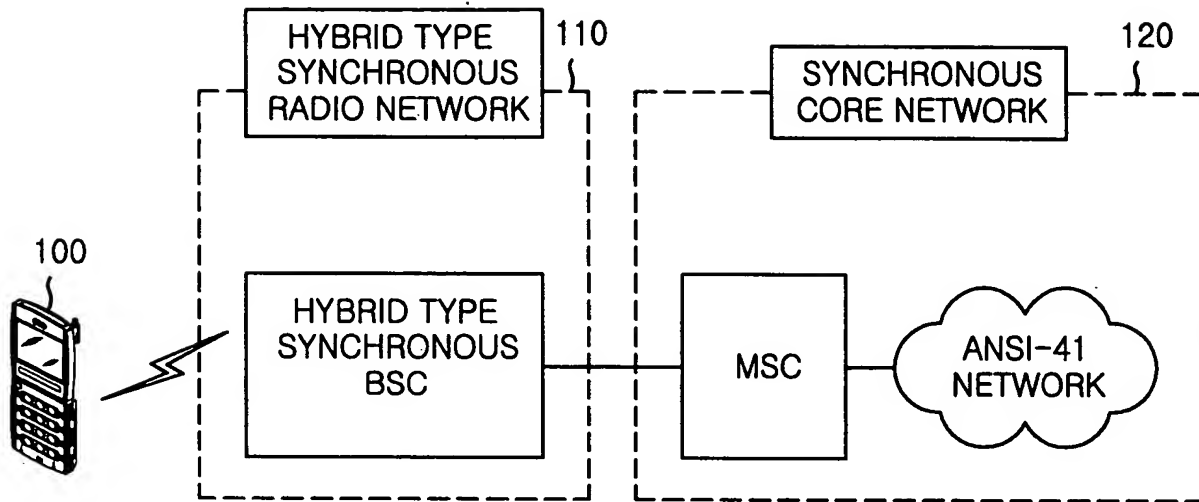 HYBRID TYPE
SYNCHRONOUS
RADIO NETWORK
110
SYNCHRONOUS
CORE NETWORK
120
100
HYBRID TYPE
SYNCHRONOUS
BSC
MSC
ANSI-41
NETWORK